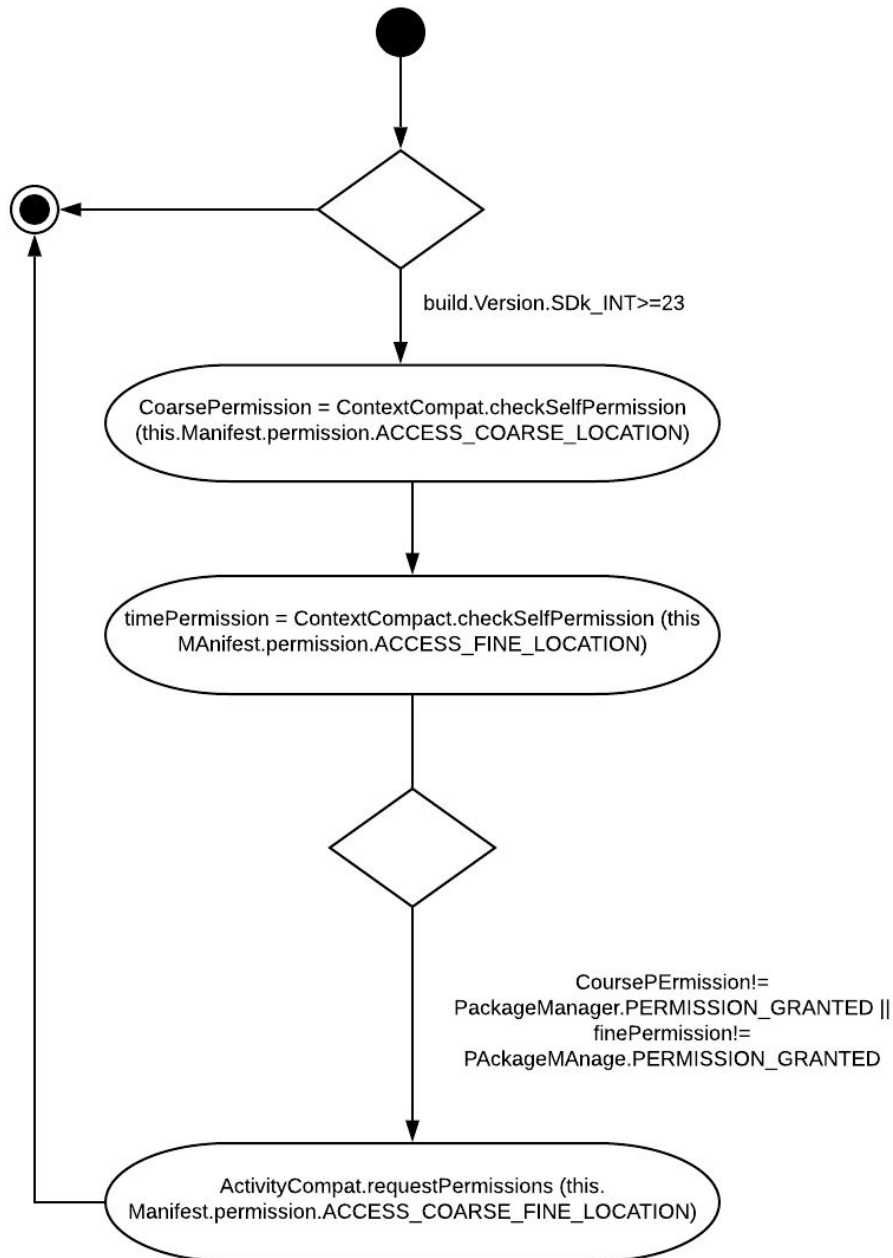 build.Version.SDk_INT>=23
CoarsePermission = ContextCompat.checkSelfPermission
(this.Manifest.permission.ACCESS_COARSE_LOCATION)
timePermission = ContextCompact.checkSelfPermission (this
MAnifest.permission.ACCESS_FINE_LOCATION)
CoursePErmission!=
PackageManager.PERMISSION_GRANTED ||
finePermission!=
PAckageMAnage.PERMISSION_GRANTED
ActivityCompat.requestPermissions (this.
Manifest.permission.ACCESS_COARSE_FINE_LOCATION)